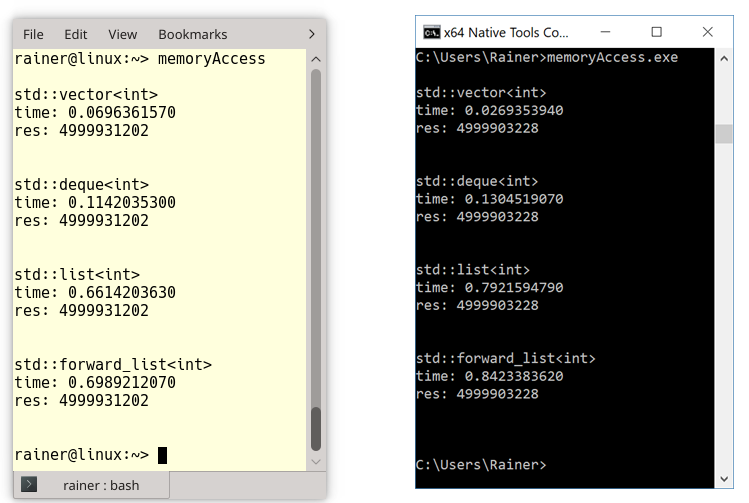 File Edit View Bookmarks
rainer@linux:~> memoryAccess
std::vector<int>
time: 0.0696361570
res: 4999931202
std::deque<int>
time: 0.1142035300
res: 4999931202
std::list<int>
time: 0.6614203630
res: 4999931202
std::forward_list<int>
time: 0.6989212070
res: 4999931202
rainer@linux:~>
rainer : bash
x64 Native Tools Co...
C:\Users\Rainer>memoryAccess.exe
std::vector<int>
time: 0.0269353940
res: 4999903228
std::deque<int>
time: 0.1304519070
res: 4999903228
std::list<int>
time: 0.7921594790
res: 4999903228
std::forward_list<int>
time: 0.8423383620
res: 4999903228
C:\Users\Rainer>